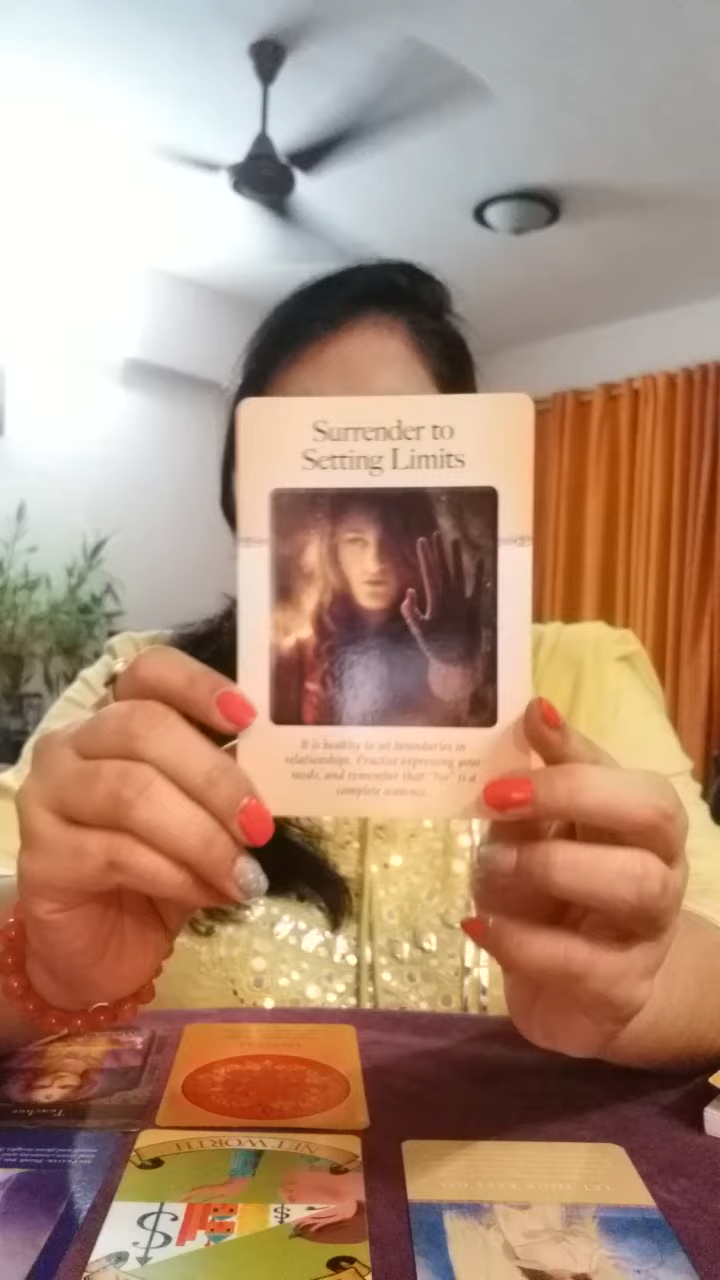 Surrender to
Setting Limits
It is healthy to set boundaries in
relationships. Practice expressing your
needs, and remember that "No" is a
complete sentence.
Teacher
NET WORTH
$
$